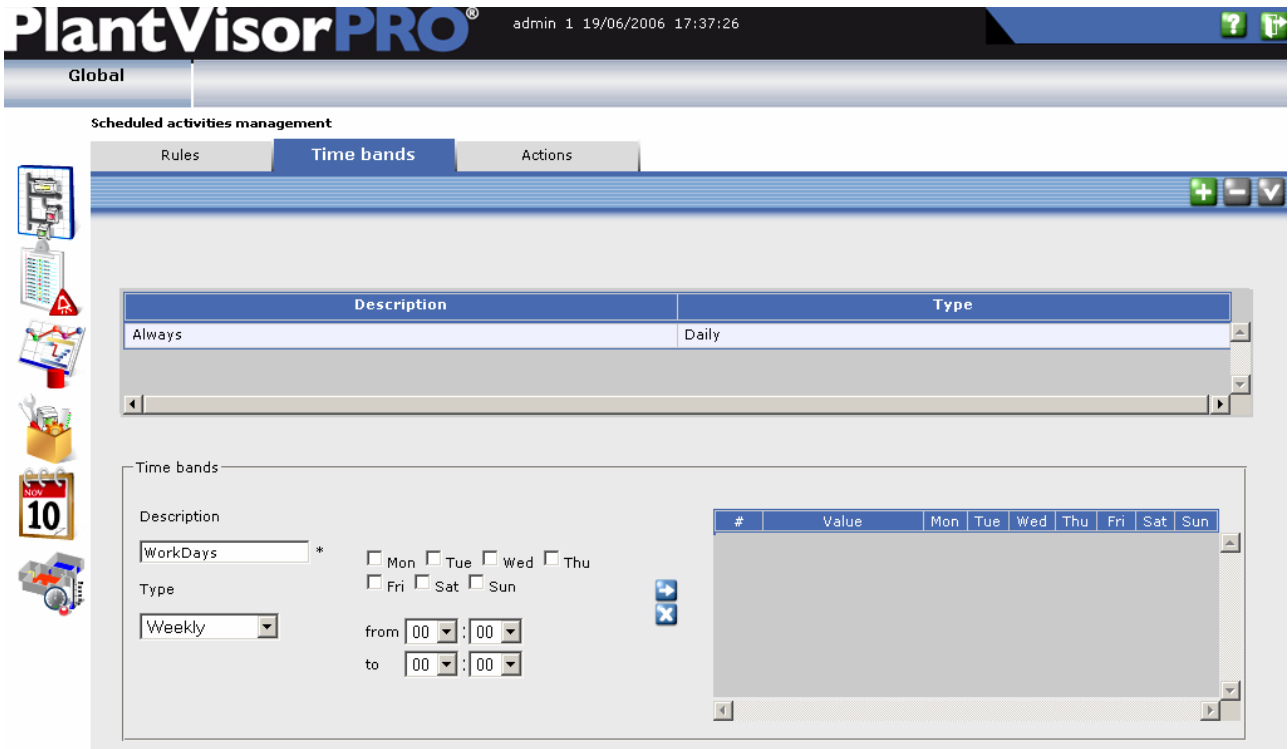 PlantVisorPRO® admin 1 19/06/2006 17:37:26
Global
Scheduled activities management
Rules Time bands Actions
Description Type
Always Daily
Time bands
Description
# Value Mon Tue Wed Thu Fri Sat Sun
WorkDays *
Mon Tue Wed Thu
Type
Fri Sat Sun
Weekly
from 00 : 00
to 00 : 00
NOV
10